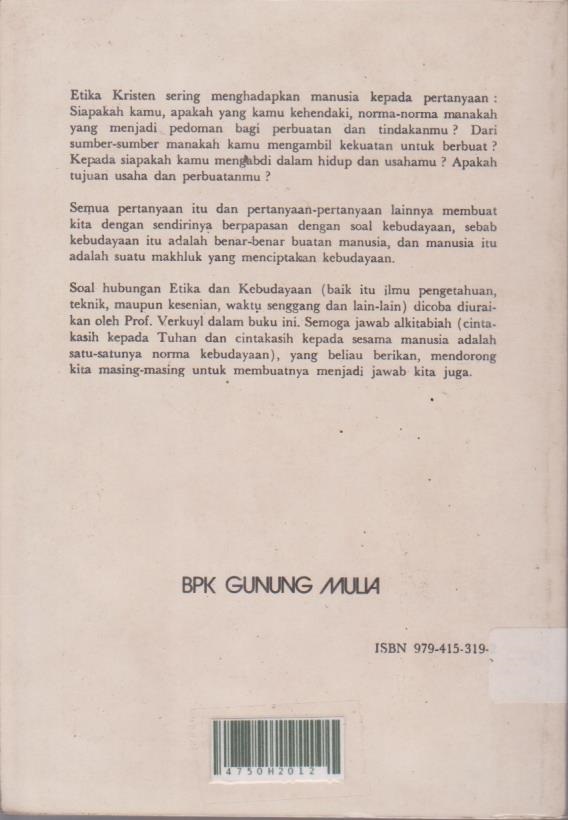 Etika Kristen sering menghadapkan manusia kepada pertanyaan :
Siapakah kamu, apakah yang kamu kehendaki, norma-norma manakah
yang menjadi pedoman bagi perbuatan dan tindakanmu ? Dari
sumber-sumber manakah kamu mengambil kekuatan untuk berbuat ?
Kepada siapakah kamu mengabdi dalam hidup dan usahamu ? Apakah
tujuan usaha dan perbuatanmu ?
Semua pertanyaan itu dan pertanyaan-pertanyaan lainnya membuat
kita dengan sendirinya berpapasan dengan soal kebudayaan, sebab
kebudayaan itu adalah benar-benar buatan manusia, dan manusia itu
adalah suatu makhluk yang menciptakan kebudayaan.
Soal hubungan Etika dan Kebudayaan (baik itu ilmu pengetahuan,
teknik, maupun kesenian, waktu senggang dan lain-lain) dicoba diurai-
kan oleh Prof. Verkuyl dalam buku ini. Semoga jawab alkitabiah (cinta-
kasih kepada Tuhan dan cintakasih kepada sesama manusia adalah
satu-satunya norma kebudayaan), yang beliau berikan, mendorong
kita masing-masing untuk membuatnya menjadi jawab kita juga.
BPK GUNUNG MULIA
ISBN 979-415-319-
4750H2012